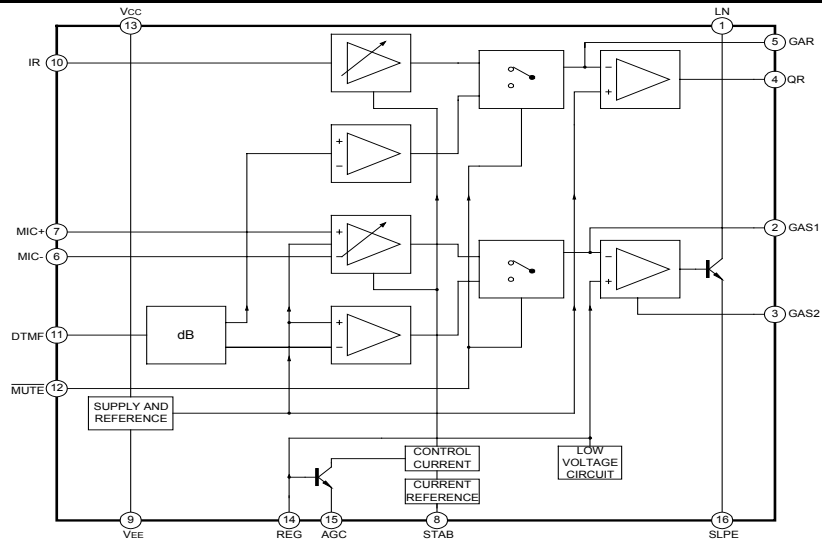 VCC
13
LN
1
5 GAR
IR 10
4 QR
+
-
-
+
MIC+ 7
MIC- 6
+
-
2 GAS1
-
+
DTMF 11
dB
+
-
3 GAS2
MUTE 12
SUPPLY AND
REFERENCE
CONTROL
CURRENT
LOW
VOLTAGE
CIRCUIT
CURRENT
REFERENCE
9
VEE
14
REG
15
AGC
8
STAB
16
SLPE